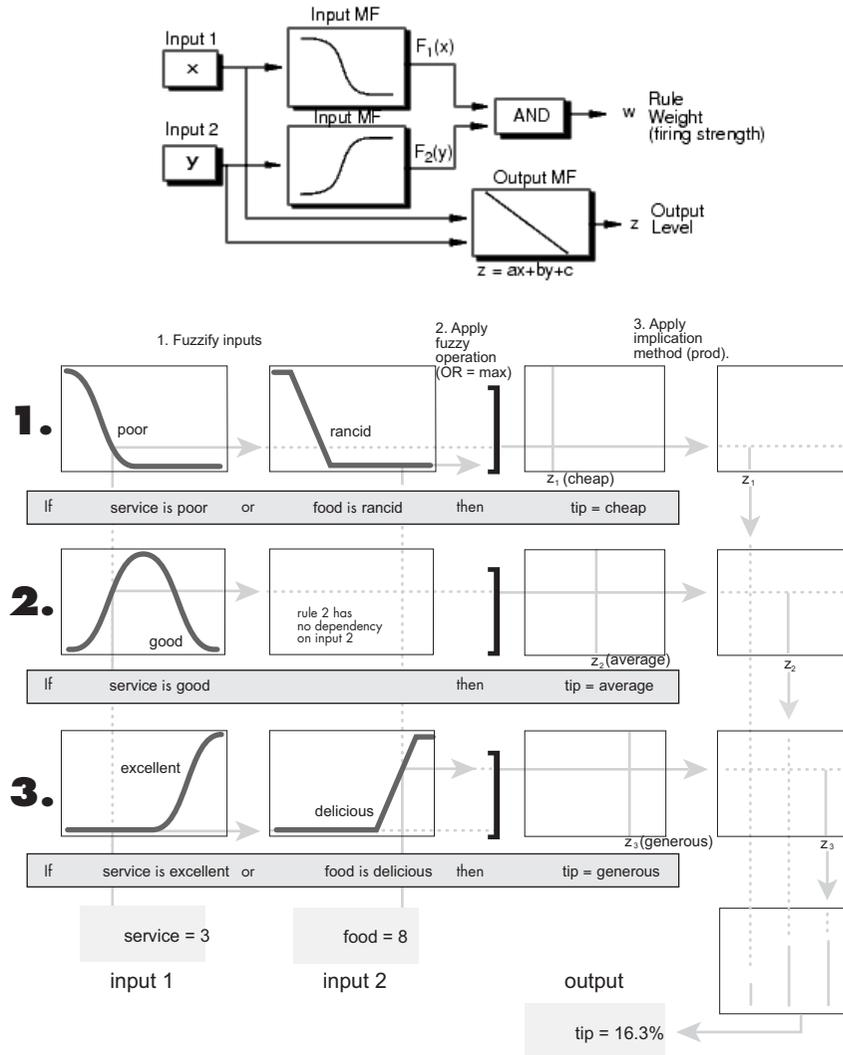 Input MF
Input 1
F₁(x)
x
Rule
AND
w
Weight
(firing strength)
Input MF
Input 2
F₂(y)
y
Output MF
Output
z
Level
z = ax+by+c
1. Fuzzify inputs
2. Apply
fuzzy
operation
(OR = max)
3. Apply
implication
method (prod).
1.
poor
rancid
z₁ (cheap)
z₁
If service is poor or food is rancid then tip = cheap
2.
good
rule 2 has
no dependency
on input 2
z₂ (average)
z₂
If service is good then tip = average
3.
excellent
delicious
z₃ (generous)
z₃
If service is excellent or food is delicious then tip = generous
service = 3
food = 8
input 1
input 2
output
tip = 16.3%